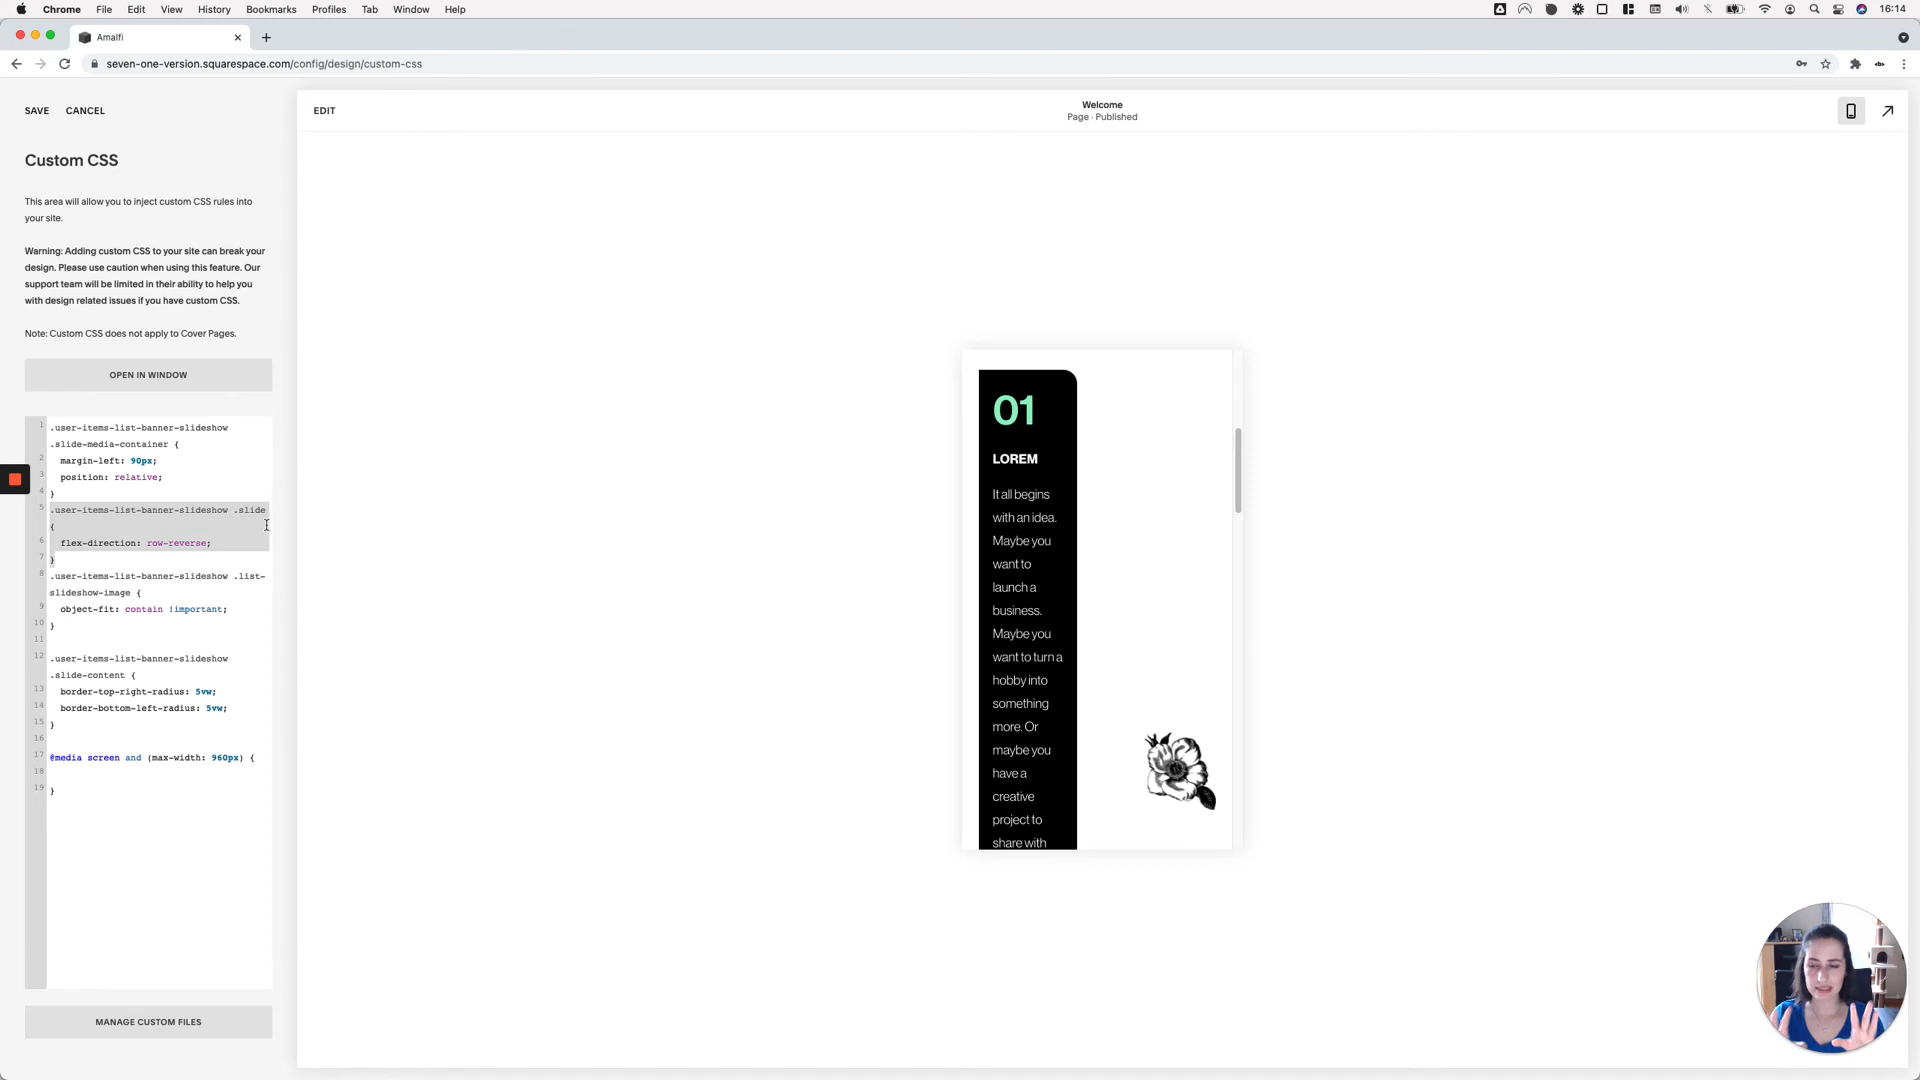 Chrome File Edit View History Bookmarks Profiles Tab Window Help 16:14
Amalfi
seven-one-version.squarespace.com/config/design/custom-css
SAVE CANCEL
EDIT
Welcome
Page · Published
Custom CSS
This area will allow you to inject custom CSS rules into
your site.
Warning: Adding custom CSS to your site can break your
design. Please use caution when using this feature. Our
support team will be limited in their ability to help you
with design related issues if you have custom CSS.
Note: Custom CSS does not apply to Cover Pages.
OPEN IN WINDOW
1 .user-items-list-banner-slideshow
.slide-media-container {
2 margin-left: 90px;
3 position: relative;
4 }
5 .user-items-list-banner-slideshow .slide
{
6 flex-direction: row-reverse;
7 }
8 .user-items-list-banner-slideshow .list-
slideshow-image {
9 object-fit: contain !important;
10 }
11
12 .user-items-list-banner-slideshow
.slide-content {
13 border-top-right-radius: 5vw;
14 border-bottom-left-radius: 5vw;
15 }
16
17 @media screen and (max-width: 960px) {
18
19 }
MANAGE CUSTOM FILES
01
LOREM
It all begins
with an idea.
Maybe you
want to
launch a
business.
Maybe you
want to turn a
hobby into
something
more. Or
maybe you
have a
creative
project to
share with